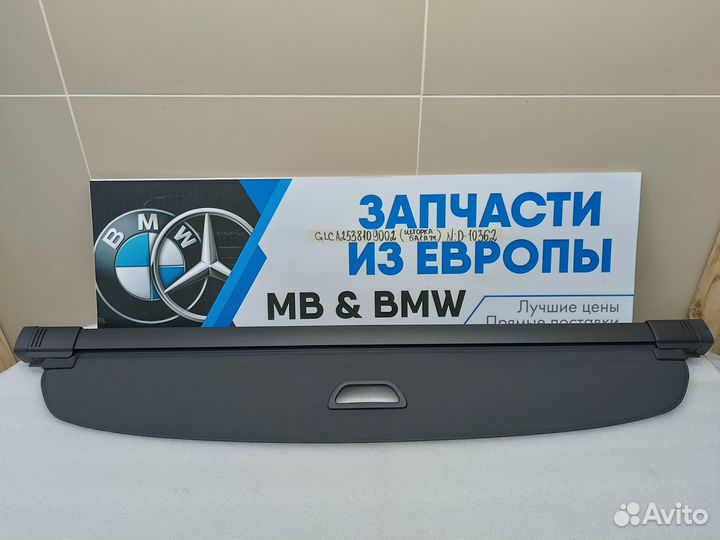 ЗАПЧАСТИ
GLC A2538109002 (шторка багаж) N:D-10362
ИЗ ЕВРОПЫ
BMW
MB & BMW
Лучшие цены
Прямые поставки
Avito